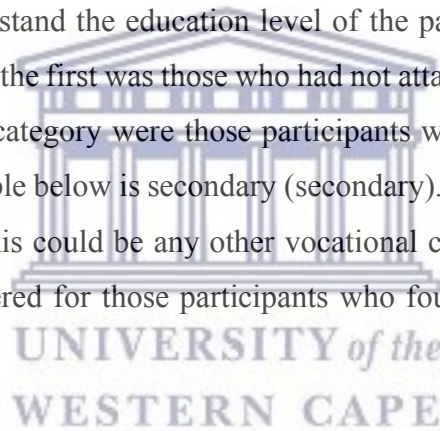 stand the education level of the pa
the first was those who had not atta
category were those participants w
ble below is secondary (secondary).
his could be any other vocational c
ered for those participants who fou
UNIVERSITY of the
WESTERN CAPE